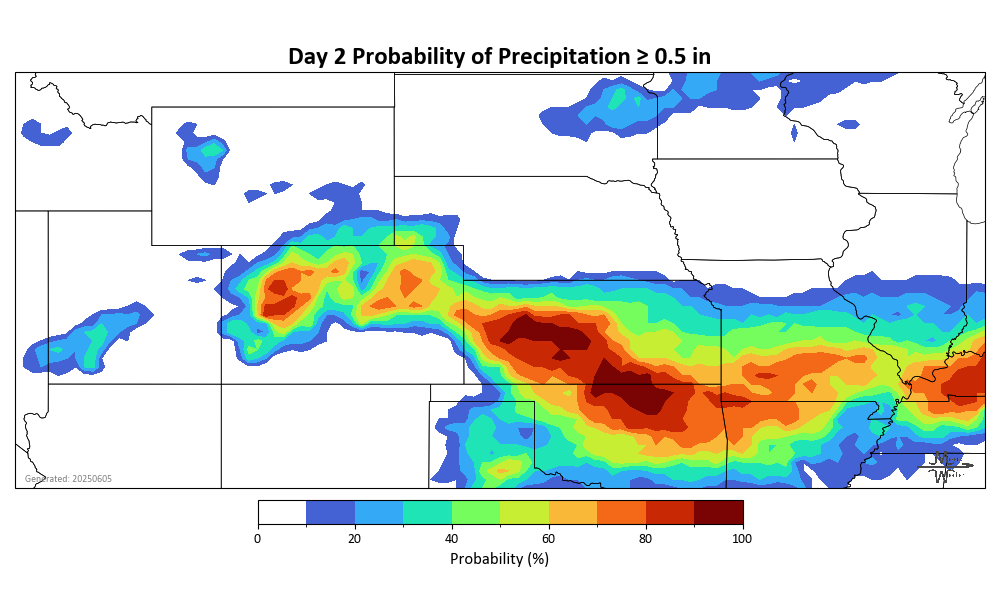 Day 2 Probability of Precipitation ≥ 0.5 in
Generated: 20250605
0 20 40 60 80 100
Probability (%)